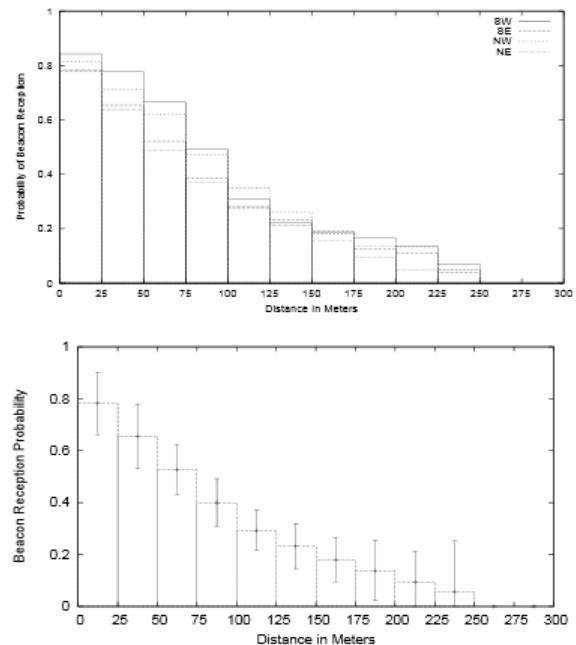 1
0.8
0.6
0.4
0.2
0
Probability of Beacon Reception
SW
SE
NW
NE
0 25 50 75 100 125 150 175 200 225 250 275 300
Distance in Meters
1
0.8
0.6
0.4
0.2
0
Beacon Reception Probability
0 25 50 75 100 125 150 175 200 225 250 275 300
Distance in Meters